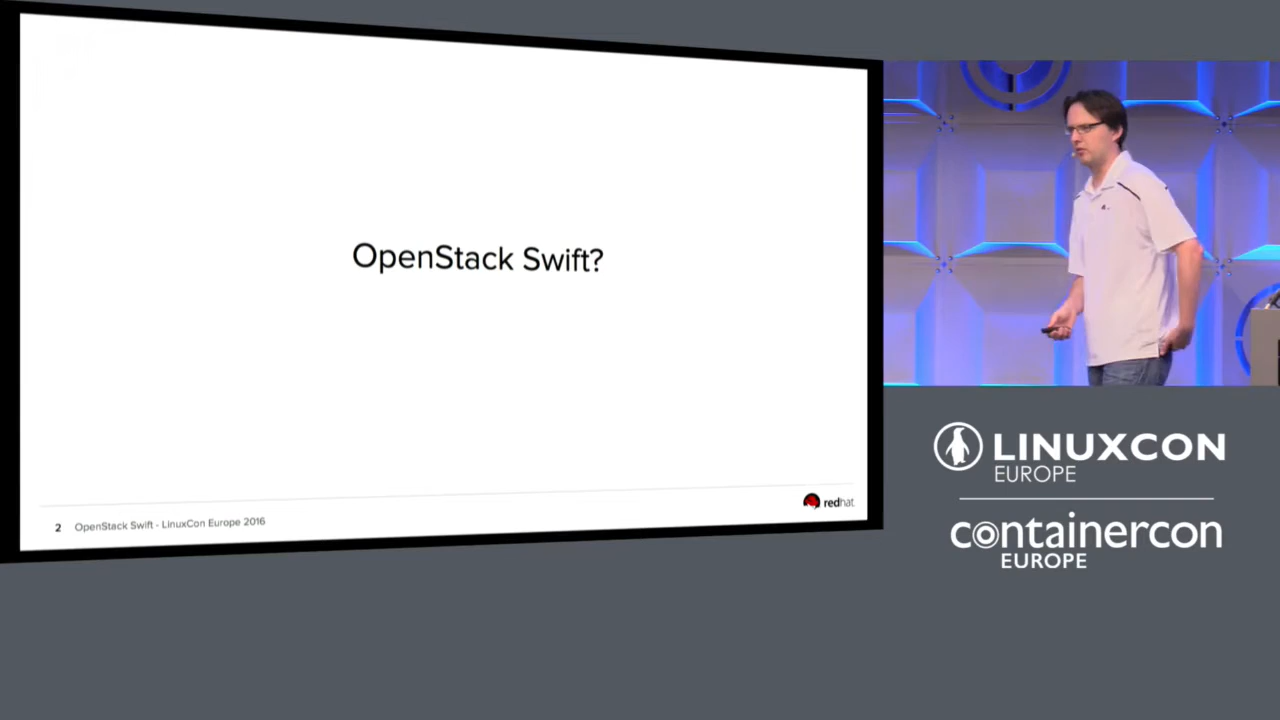 OpenStack Swift?
2 OpenStack Swift - LinuxCon Europe 2016
redhat
LINUXCON
EUROPE
containercon
EUROPE